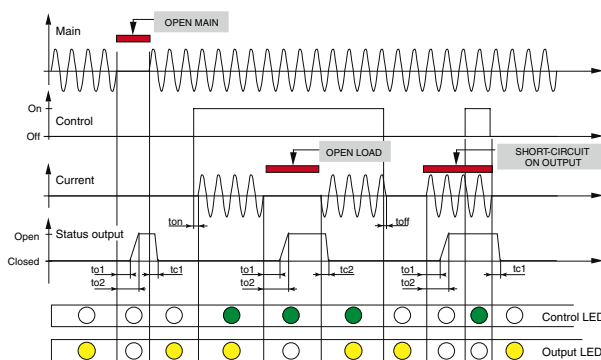 OPEN MAIN
Main
On
Control
Off
OPEN LOAD
SHORT-CIRCUIT
ON OUTPUT
Current
ton
toff
Open
Status output
Closed
to1
tc1
to1
tc2
to1
tc1
to2
to2
to2
Control LED
Output LED